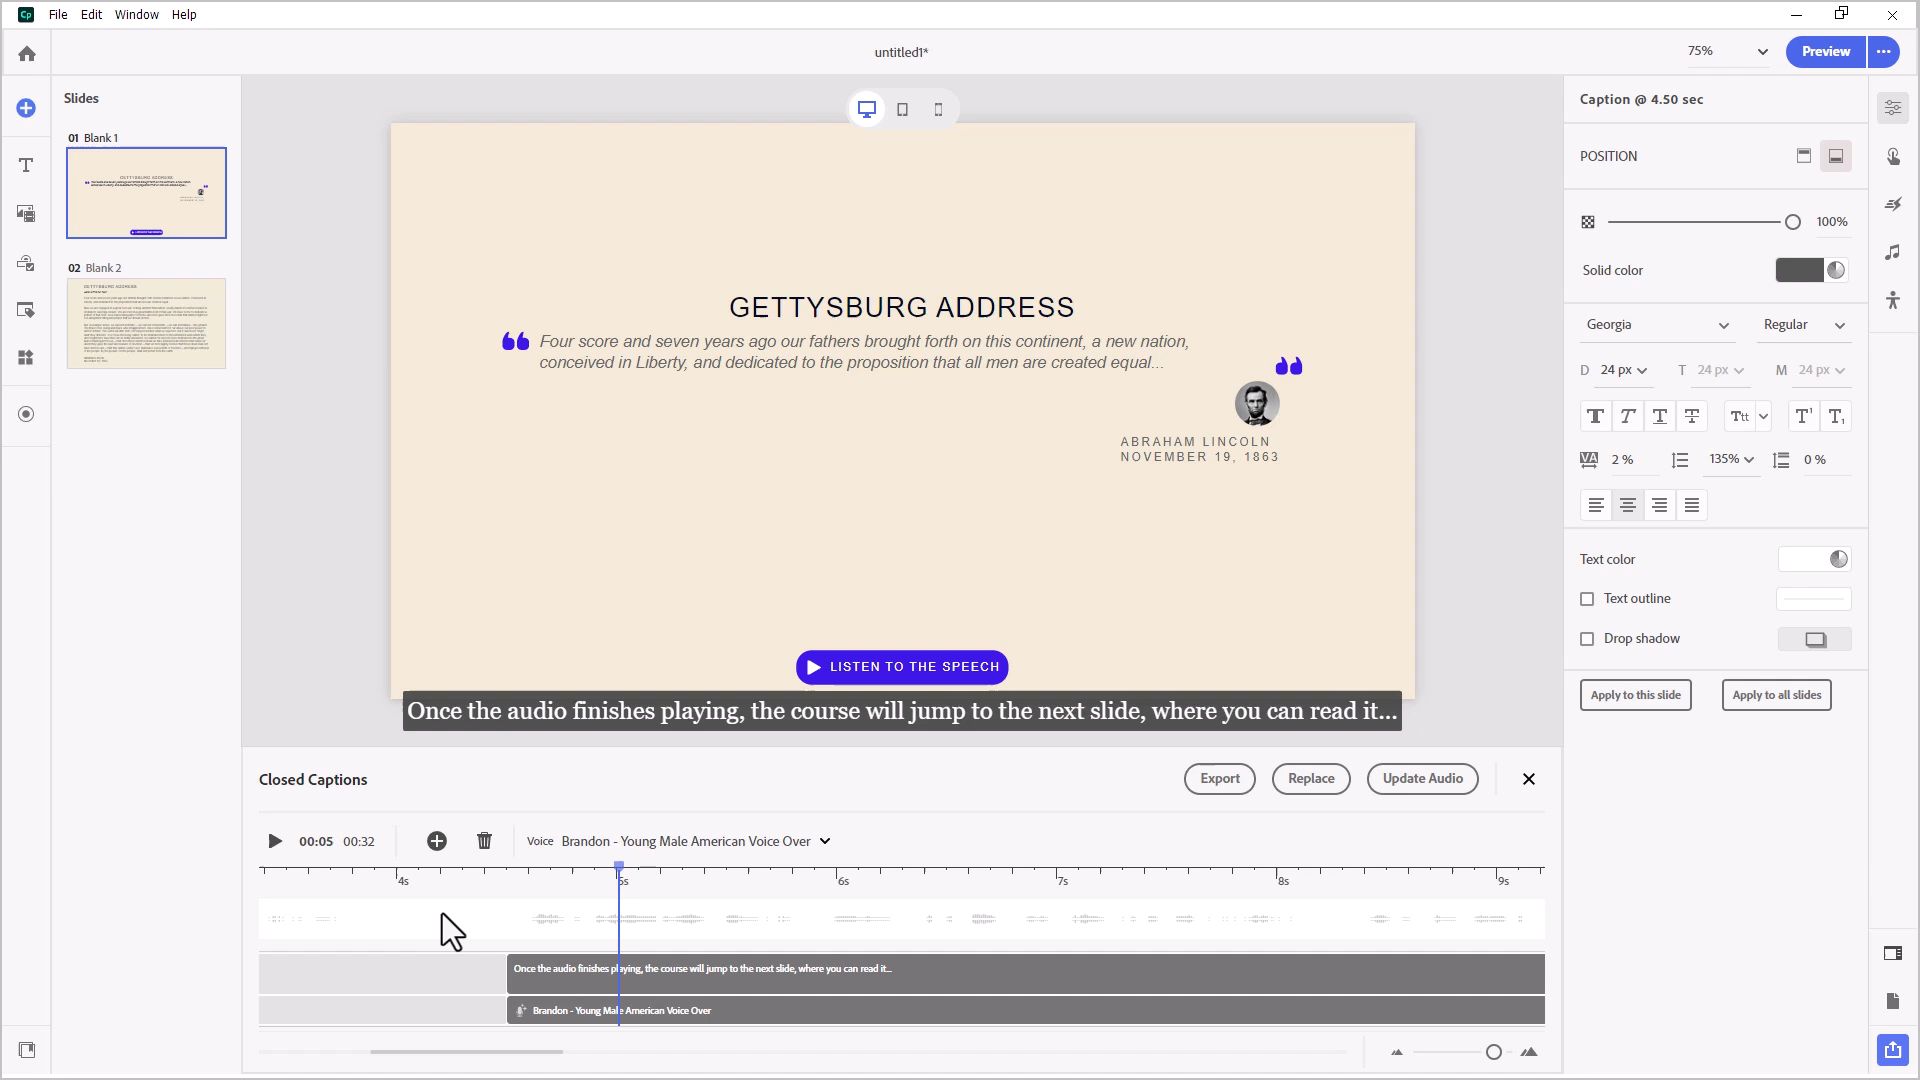 Cp File Edit Window Help
untitled1*
75%
Preview
Slides
01 Blank 1
GETTYSBURG ADDRESS
02 Blank 2
GETTYSBURG ADDRESS
GETTYSBURG ADDRESS
Four score and seven years ago our fathers brought forth on this continent, a new nation,
conceived in Liberty, and dedicated to the proposition that all men are created equal...
ABRAHAM LINCOLN
NOVEMBER 19, 1863
LISTEN TO THE SPEECH
Once the audio finishes playing, the course will jump to the next slide, where you can read it...
Caption @ 4.50 sec
POSITION
100%
Solid color
Georgia Regular
D 24 px T 24 px M 24 px
2 % 135% 0 %
Text color
Text outline
Drop shadow
Apply to this slide Apply to all slides
Closed Captions
Export Replace Update Audio
00:05 00:32 Voice Brandon - Young Male American Voice Over
4s 5s 6s 7s 8s 9s
Once the audio finishes playing, the course will jump to the next slide, where you can read it...
Brandon - Young Male American Voice Over